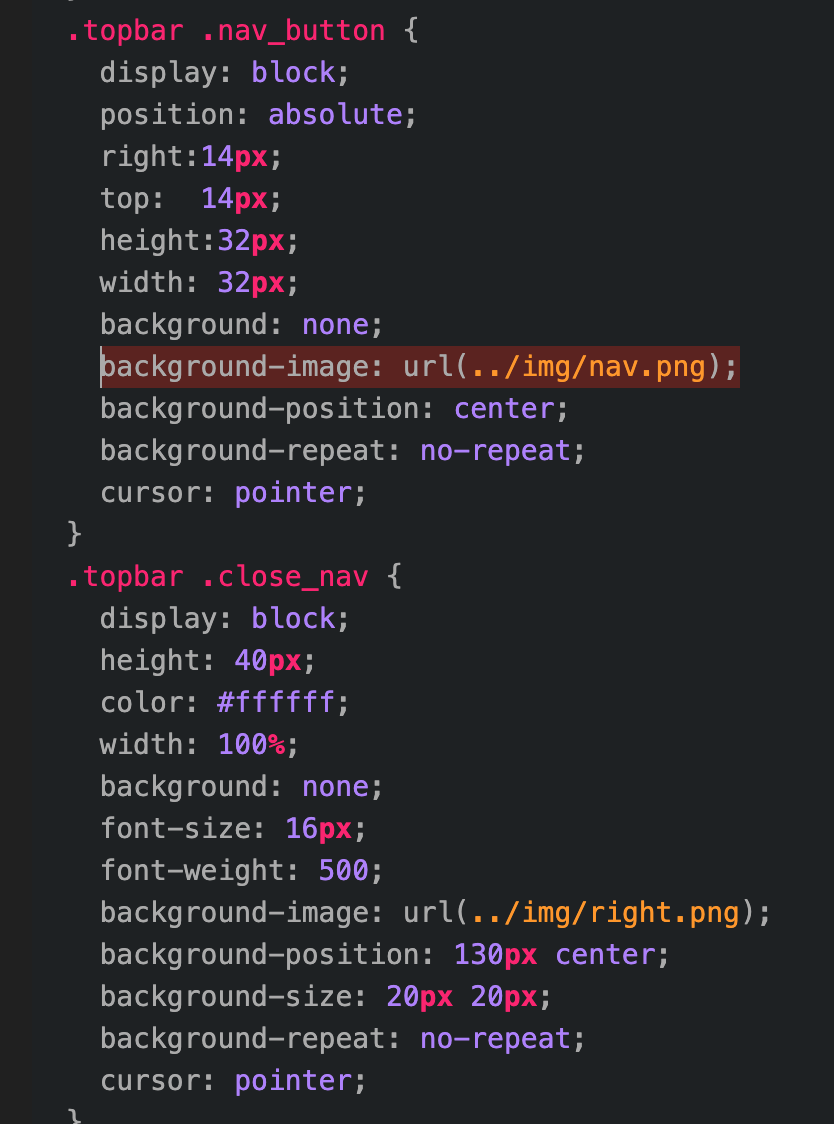 .topbar .nav_button {
display: block;
position: absolute;
right:14px;
top:  14px;
height:32px;
width: 32px;
background: none;
background-image: url(../img/nav.png);
background-position: center;
background-repeat: no-repeat;
cursor: pointer;
}
.topbar .close_nav {
display: block;
height: 40px;
color: #ffffff;
width: 100%;
background: none;
font-size: 16px;
font-weight: 500;
background-image: url(../img/right.png);
background-position: 130px center;
background-size: 20px 20px;
background-repeat: no-repeat;
cursor: pointer;
}